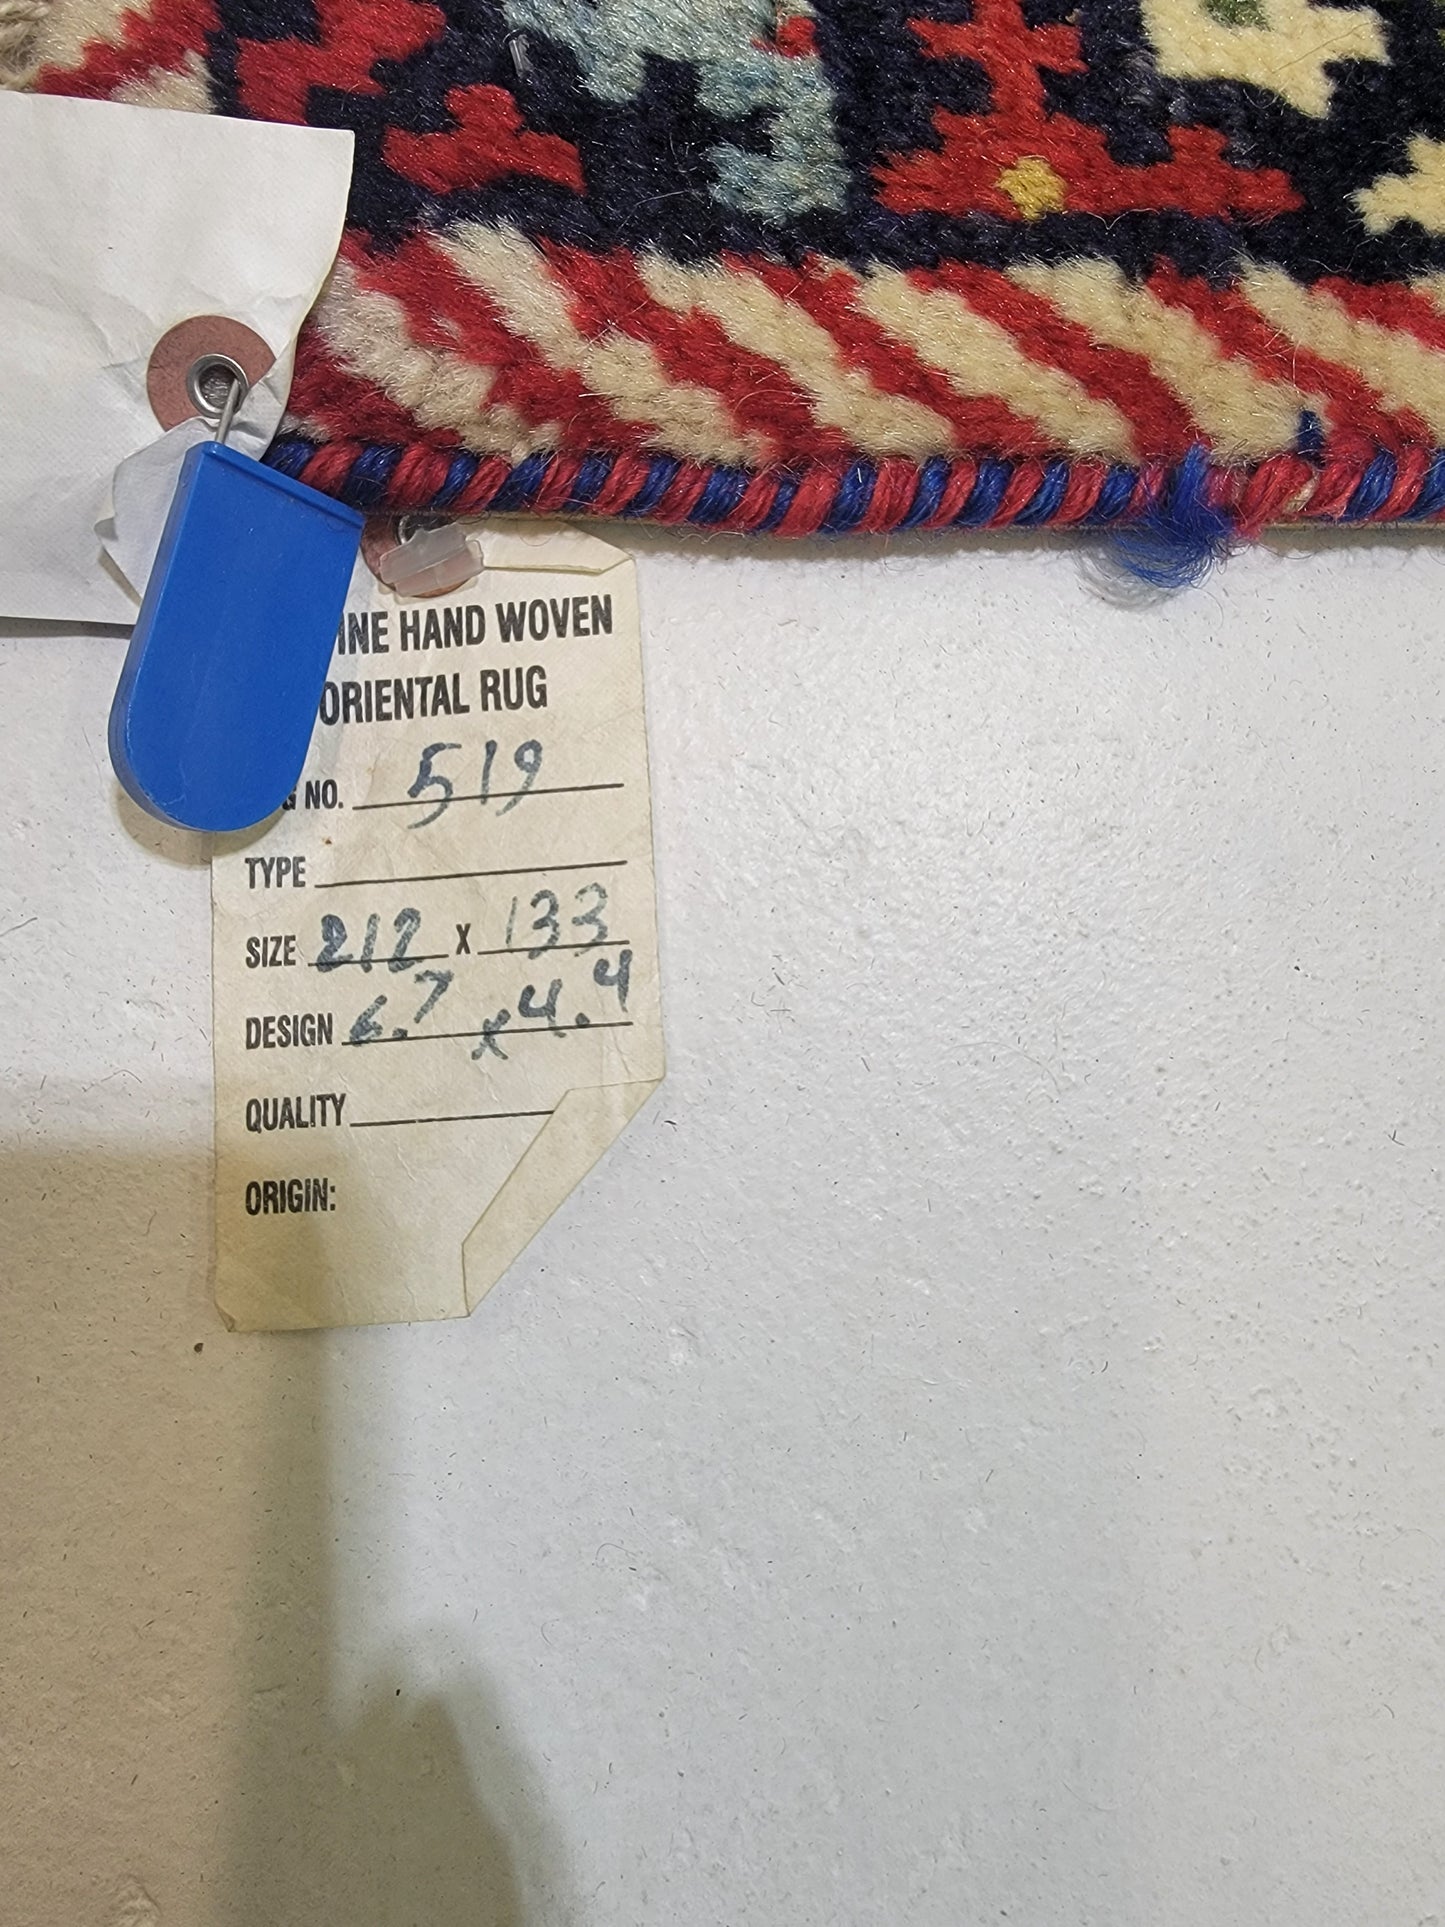 INE HAND WOVEN
ORIENTAL RUG
G NO. 519
TYPE
SIZE 212 x 133
DESIGN 6.7 x 4.4
QUALITY
ORIGIN: